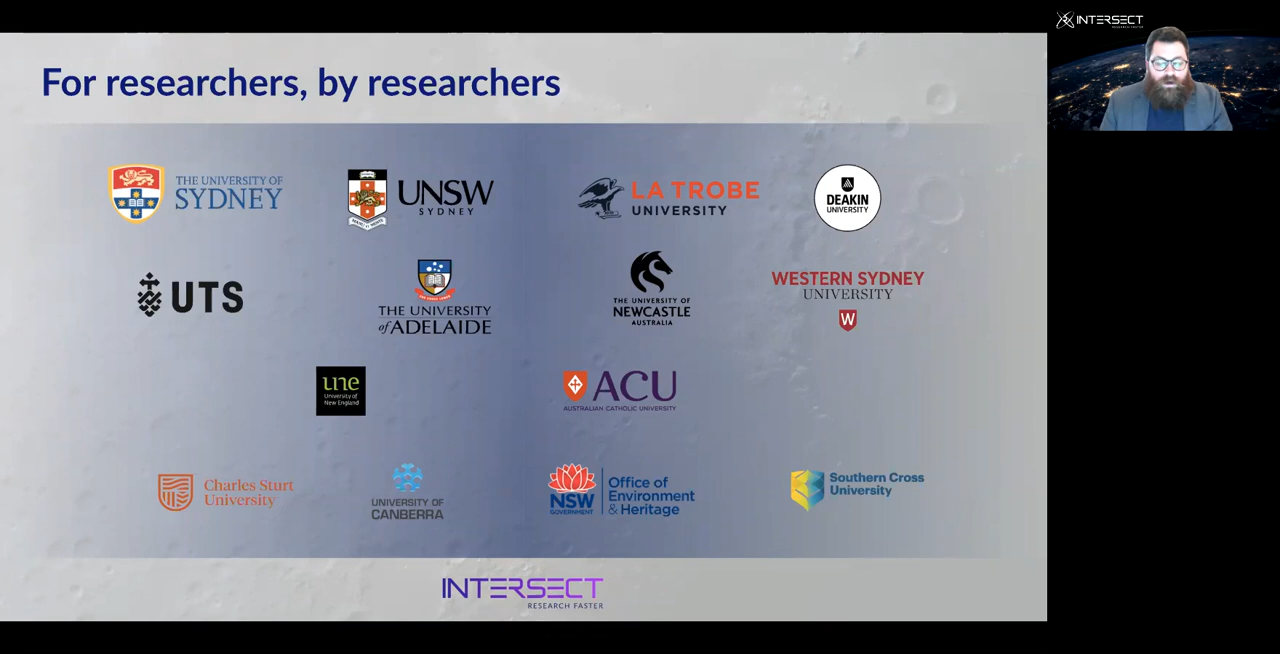 INTERSECT
RESEARCH FASTER
For researchers, by researchers
THE UNIVERSITY OF
SYDNEY
UNSW
SYDNEY
LA TROBE
UNIVERSITY
DEAKIN
UNIVERSITY
UTS
THE UNIVERSITY
of ADELAIDE
THE UNIVERSITY OF
NEWCASTLE
AUSTRALIA
WESTERN SYDNEY
UNIVERSITY
W
une
University of
New England
ACU
AUSTRALIAN CATHOLIC UNIVERSITY
Charles Sturt
University
UNIVERSITY OF
CANBERRA
NSW
GOVERNMENT
Office of
Environment
& Heritage
Southern Cross
University
INTERSECT
RESEARCH FASTER